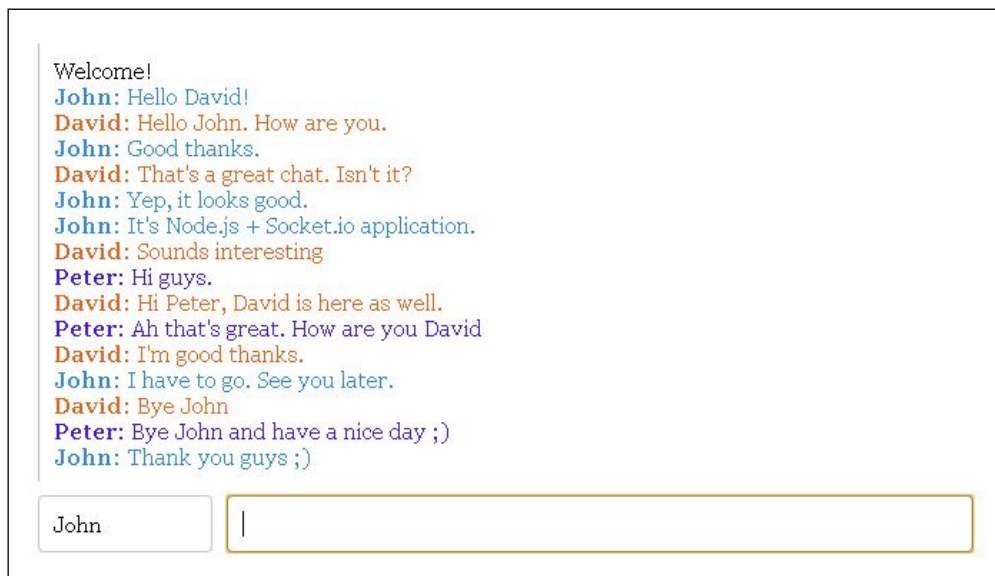 Welcome!
John: Hello David!
David: Hello John. How are you.
John: Good thanks.
David: That's a great chat. Isn't it?
John: Yep, it looks good.
John: It's Node.js + Socket.io application.
David: Sounds interesting
Peter: Hi guys.
David: Hi Peter, David is here as well.
Peter: Ah that's great. How are you David
David: I'm good thanks.
John: I have to go. See you later.
David: Bye John
Peter: Bye John and have a nice day ;)
John: Thank you guys ;)
John